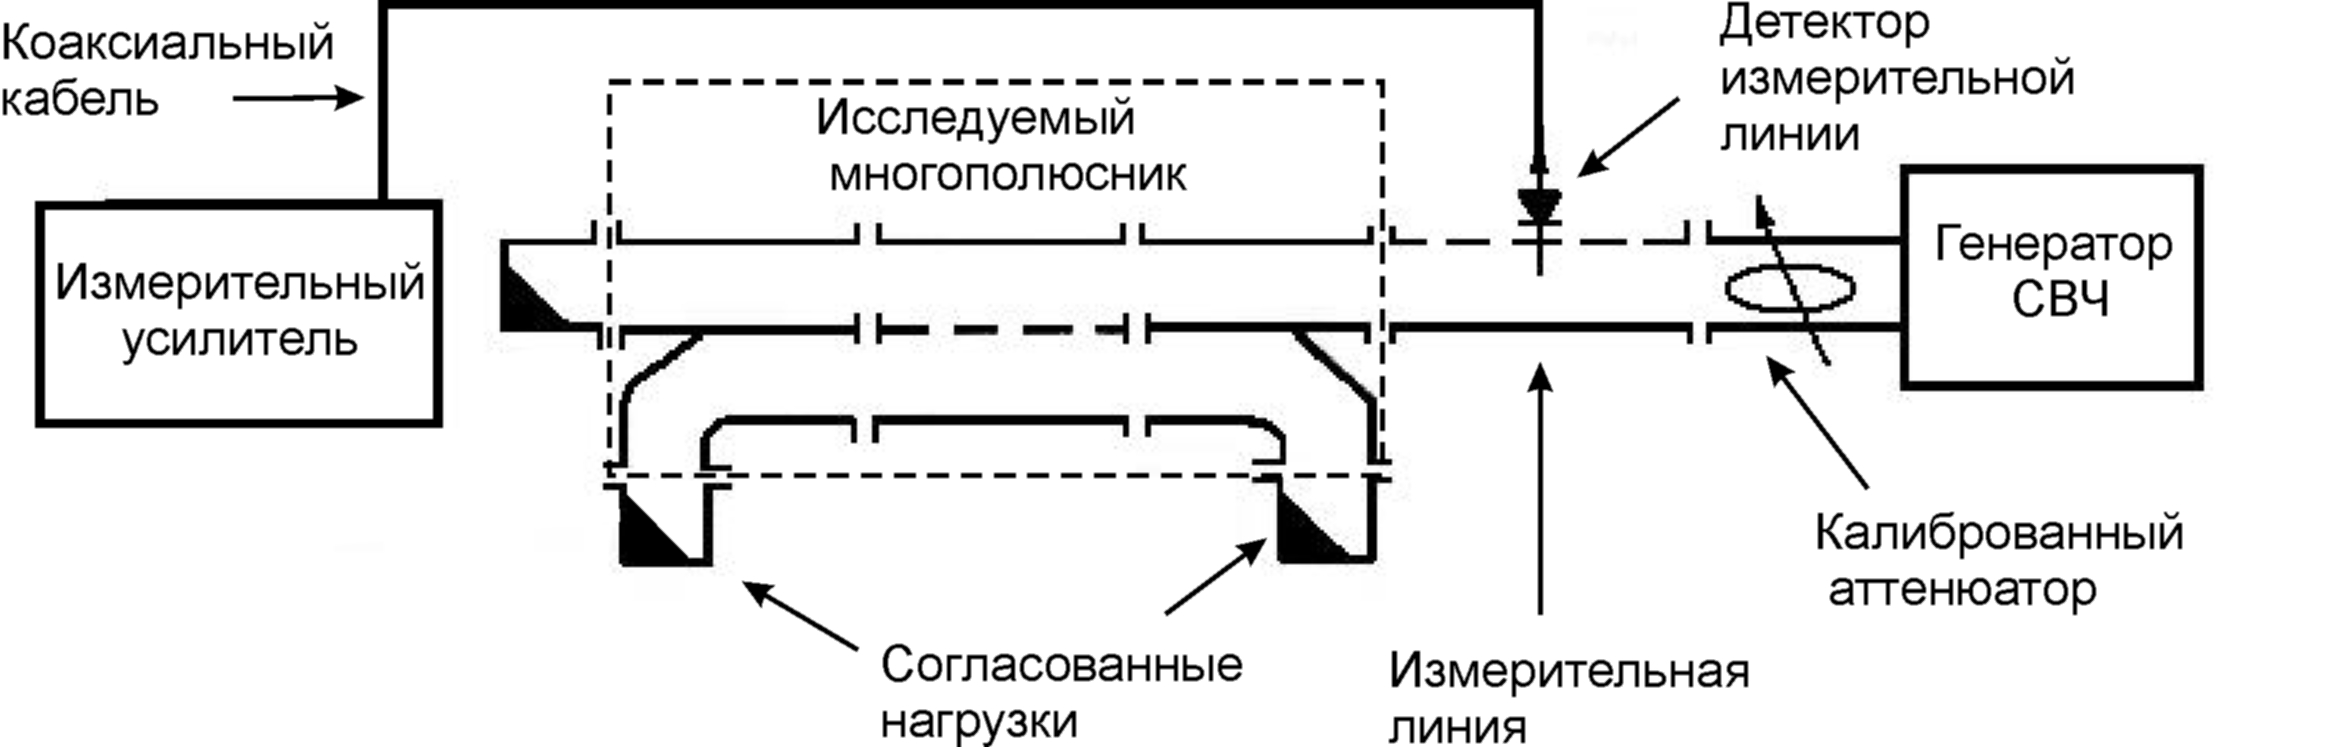 Коаксиальный
кабель
Исследуемый
многополюсник
Детектор
измерительной
линии
Измерительный
усилитель
Генератор
СВЧ
Калиброванный
аттенюатор
Согласованные
нагрузки
Измерительная
линия